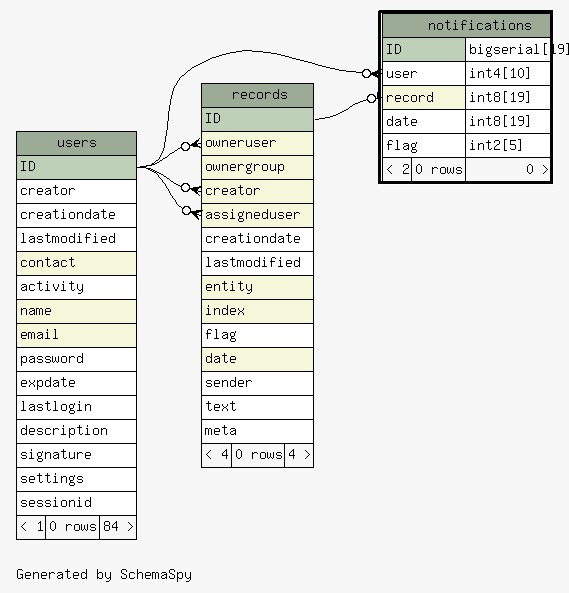 notifications
ID bigserial[19]
user int4[10]
record int8[19]
date int8[19]
flag int2[5]
< 2 0 rows 0 >
records
ID
owneruser
ownergroup
creator
assigneduser
creationdate
lastmodified
entity
index
flag
date
sender
text
meta
< 4 0 rows 4 >
users
ID
creator
creationdate
lastmodified
contact
activity
name
email
password
expdate
lastlogin
description
signature
settings
sessionid
< 1 0 rows 84 >
Generated by SchemaSpy